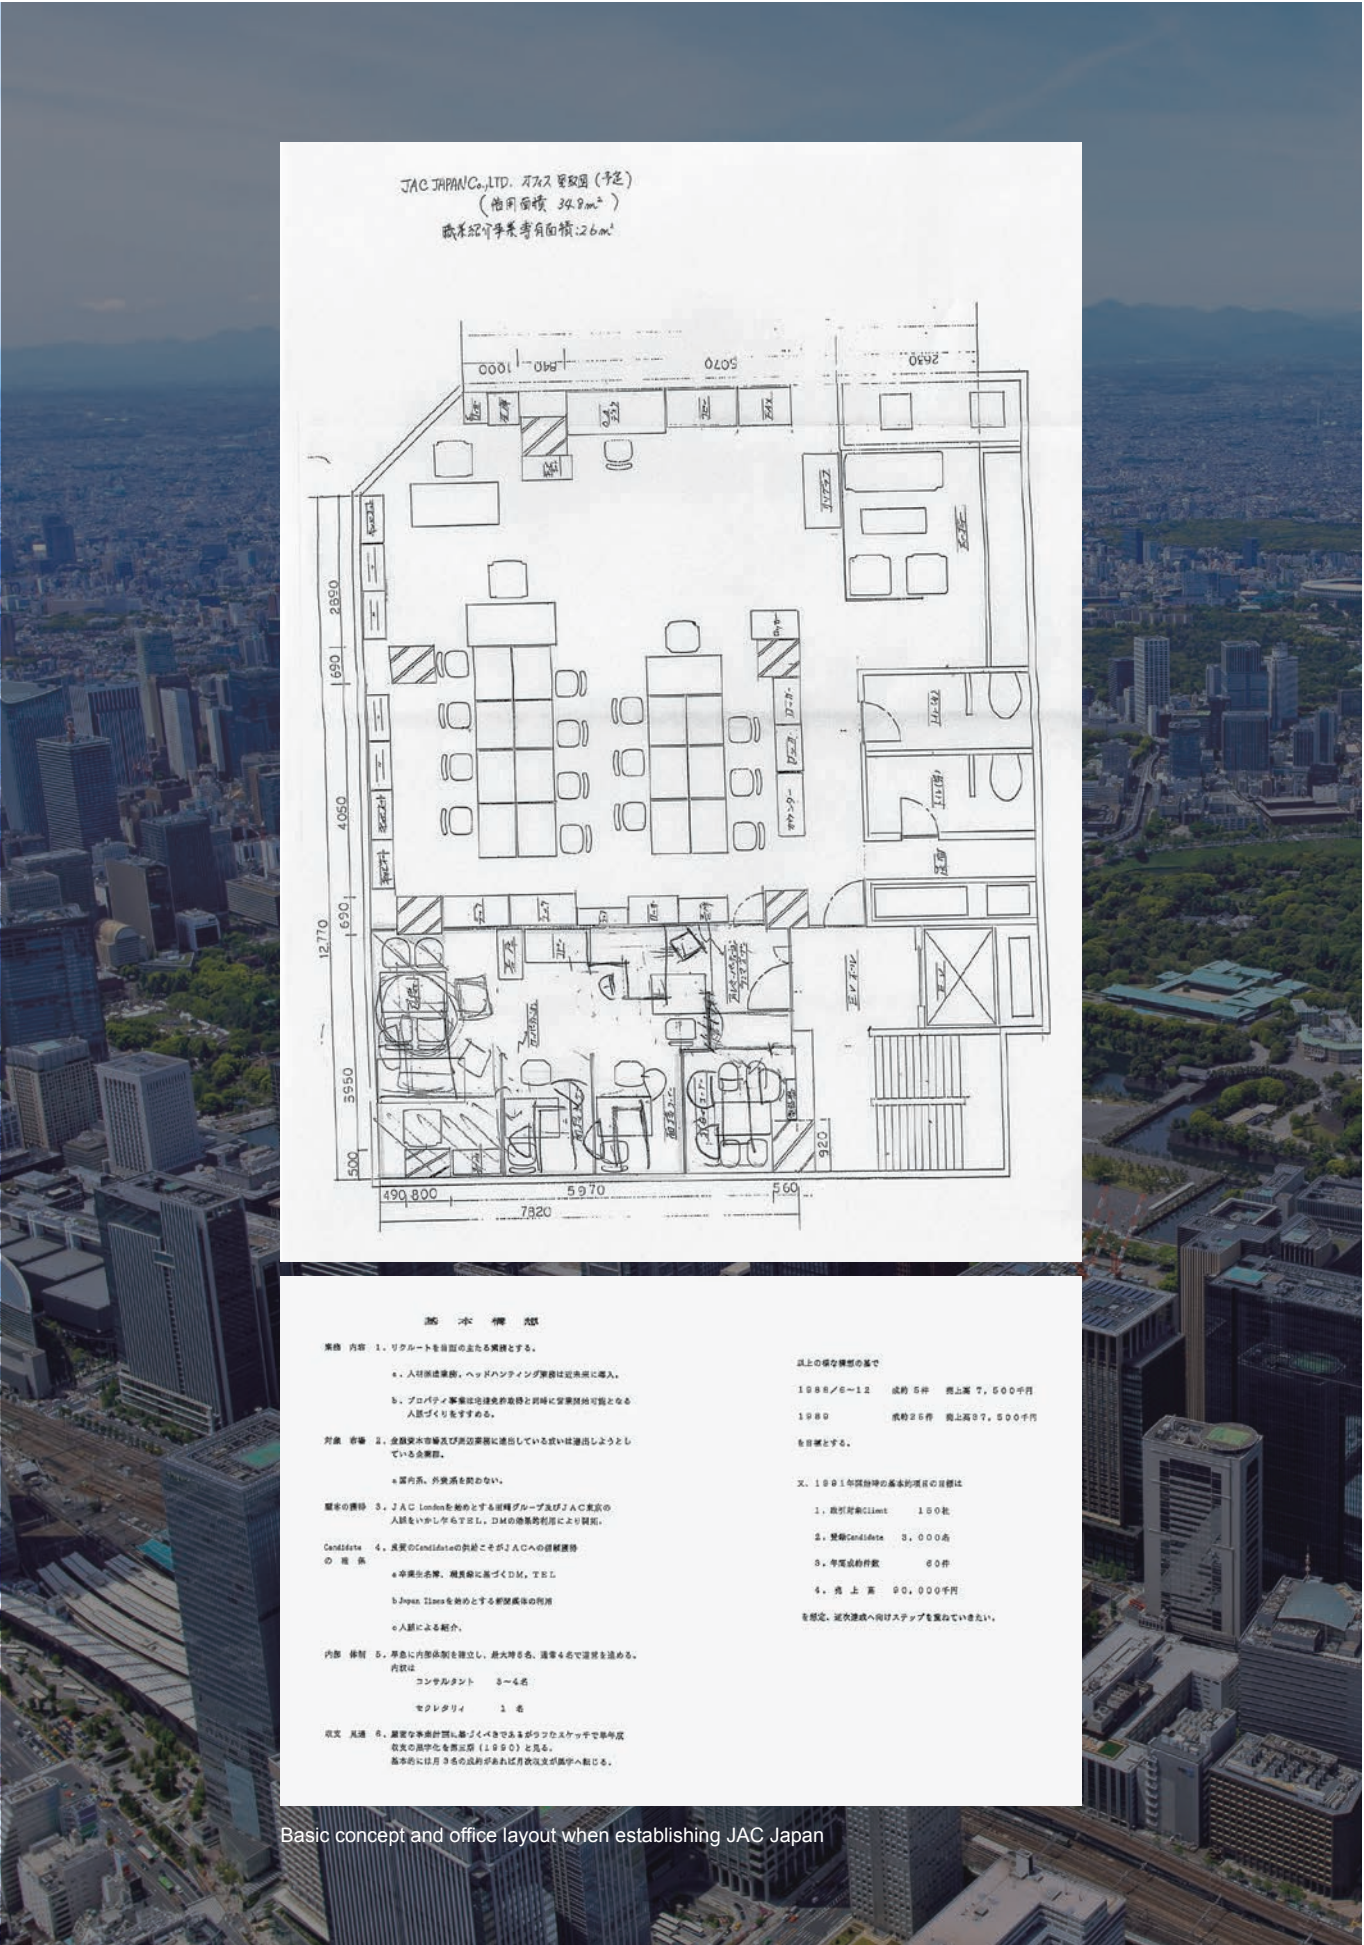 JAC JAPAN Co.,LTD. オフィス 配置図 (予定)
(借用面積 34.8m²)
職業紹介事業専有面積:26m²
1000
840
5070
2630
2890
690
4050
690
12,770
3950
500
カウンター
920
490 800
5970
560
7820
基 本 構 想
業務 内容 1. リクルートを当面の主たる業務とする。
a. 人材派遣業務, ヘッドハンティング業務は近未来に導入。
b. プロパティ事業は宅建免許取得と同時に営業開始可能となる
人脈づくりをすすめる。
対象 市場 2. 金融資本市場及び周辺業務に進出している或いは進出しようとし
ている企業群。
a 国内系、外資系を問わない。
顧客の獲得 3. JAC Londonを始めとする田崎グループ及びJAC東京の
人脈をいかしながらTEL, DMの効果的利用により開拓。
Candidate 4. 良質のCandidateの供給こそがJACへの信頼獲得
の 確 保
a 卒業生名簿、職員録に基づくDM, TEL
b Japan Timesを始めとする新聞媒体の利用
c 人脈による紹介。
内部 体制 5. 早急に内部体制を確立し、最大時5名、通常4名で運営を進める。
内訳は
コンサルタント 3〜4名
セクレタリィ 1 名
収支 見通 6. 厳密な事業計画に基づくべきであるがラフなスケッチで単年度
収支の黒字化を第三期(1990)と見る。
基本的には月3名の成約があれば月次収支が黒字へ転じる。
以上の様な構想の基で
1988/6〜12 成約 5件 売上高 7,500千円
1989 成約25件 売上高37,500千円
を目標とする。
又、1991年開始時の基本的項目の目標は
1. 取引対象Client 150社
2. 登録Candidate 3,000名
3. 年間成約件数 60件
4. 売 上 高 90,000千円
を想定、逐次達成へ向けステップを重ねていきたい。
Basic concept and office layout when establishing JAC Japan